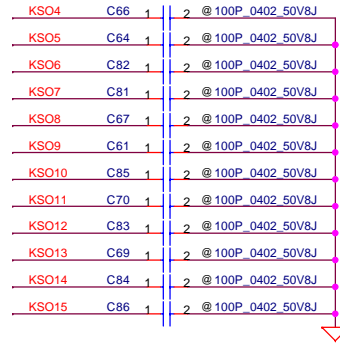 KSO4 C66 1 2 @100P_0402_50V8J
KSO5 C64 1 2 @100P_0402_50V8J
KSO6 C82 1 2 @100P_0402_50V8J
KSO7 C81 1 2 @100P_0402_50V8J
KSO8 C67 1 2 @100P_0402_50V8J
KSO9 C61 1 2 @100P_0402_50V8J
KSO10 C85 1 2 @100P_0402_50V8J
KSO11 C70 1 2 @100P_0402_50V8J
KSO12 C83 1 2 @100P_0402_50V8J
KSO13 C69 1 2 @100P_0402_50V8J
KSO14 C84 1 2 @100P_0402_50V8J
KSO15 C86 1 2 @100P_0402_50V8J